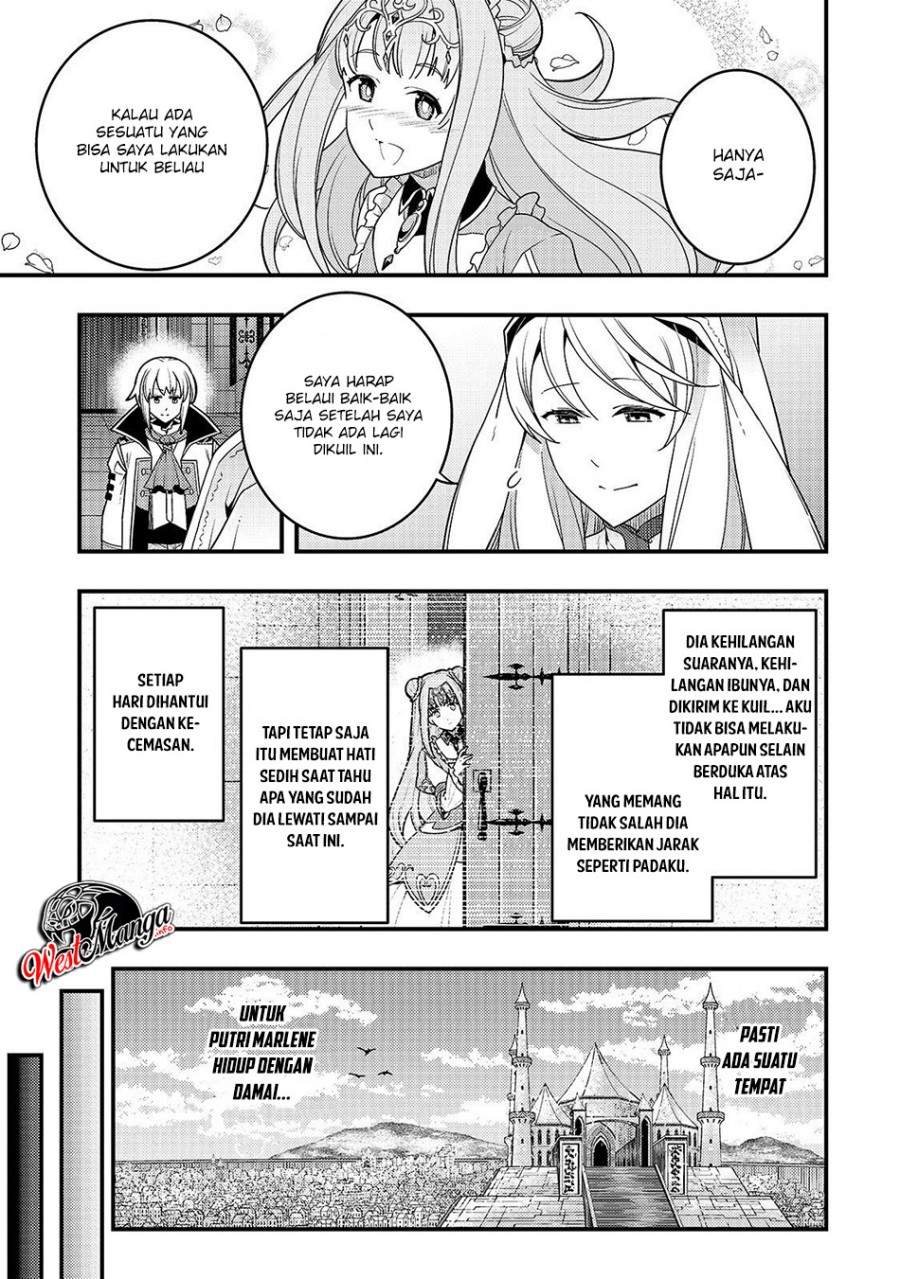 HANYA
SAJA-
KALAU ADA
SESUATU YANG
BISA SAYA LAKUKAN
UNTUK BELIAU
SAYA HARAP
BELAUI BAIK-BAIK
SAJA SETELAH SAYA
TIDAK ADA LAGI
DIKUIL INI.
DIA KEHILANGAN
SUARANYA, KEHI-
LANGAN IBUNYA, DAN
DIKIRIM KE KUIL... AKU
TIDAK BISA MELAKU-
KAN APAPUN SELAIN
BERDUKA ATAS
HAL ITU.
YANG MEMANG
TIDAK SALAH DIA
MEMBERIKAN JARAK
SEPERTI PADAKU.
TAPI TETAP SAJA
ITU MEMBUAT HATI
SEDIH SAAT TAHU
APA YANG SUDAH
DIA LEWATI SAMPAI
SAAT INI.
SETIAP
HARI DIHANTUI
DENGAN KE-
CEMASAN.
WestManga
.info
PASTI
ADA SUATU
TEMPAT
UNTUK
PUTRI MARLENE
HIDUP DENGAN
DAMAI...